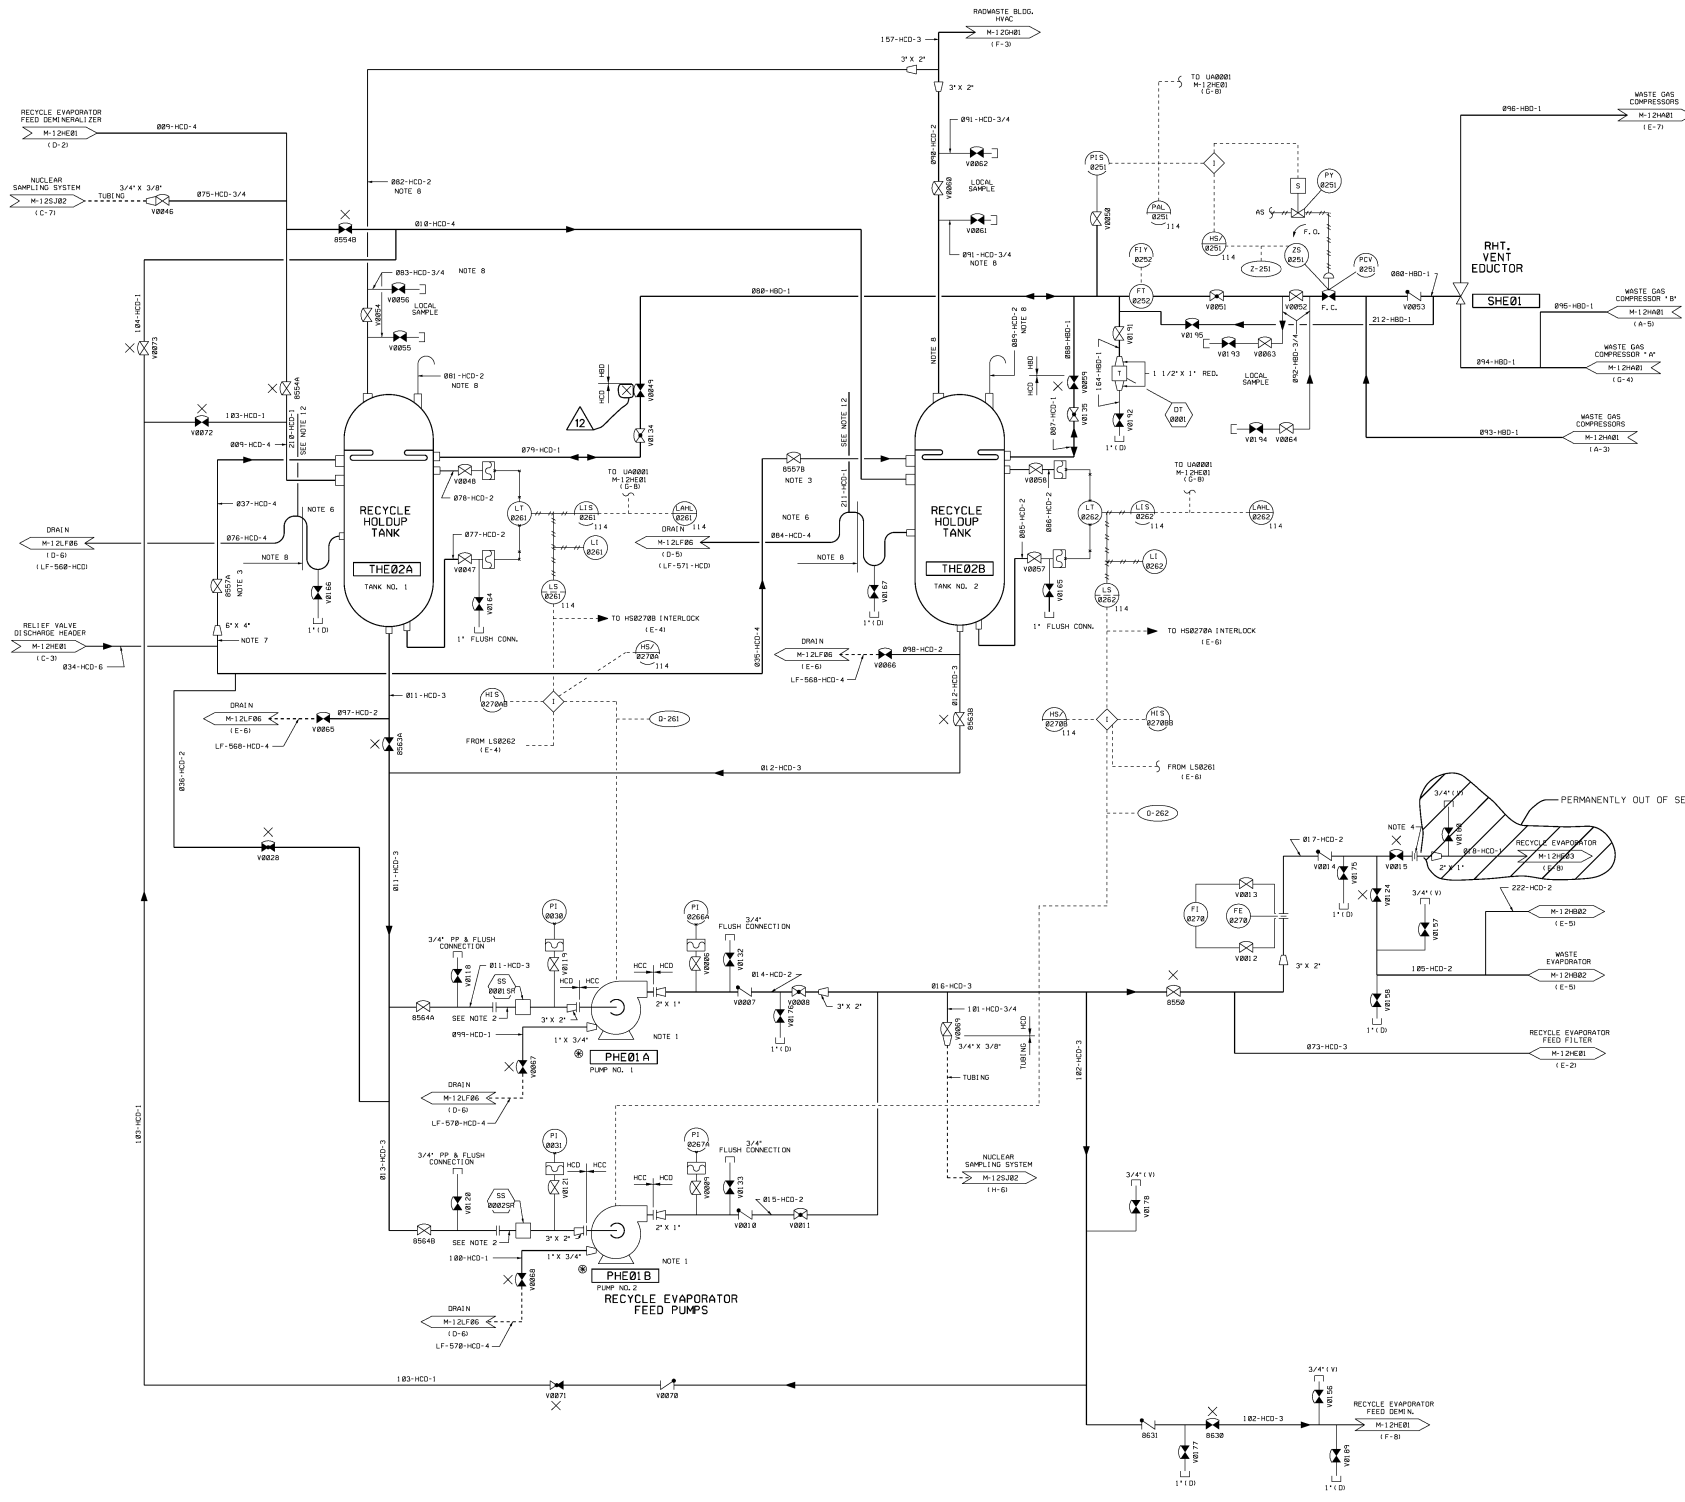 RADWASTE BLDG.
HVAC
M-12GH01
(F-3)
157-HCD-3
3" X 2"
3" X 2"
TO UA0001
M-12HE01
(G-8)
096-HBD-1
WASTE GAS
COMPRESSORS
M-12HA01
(E-7)
RECYCLE EVAPORATOR
FEED DEMINERALIZER
M-12HE01
(D-2)
009-HCD-4
091-HCD-3/4
V0062
LOCAL
SAMPLE
090-HCD-2
V0060
V0061
091-HCD-3/4
NOTE 8
PIS
0251
I
S
PY
0251
AS
F.O.
PAL
0251
114
HS/
0251
114
Z-251
ZS
0251
PCV
0251
V0050
FIY
0252
FT
0252
NUCLEAR
SAMPLING SYSTEM
M-12SJ02
(C-7)
TUBING
3/4" X 3/8"
V0046
075-HCD-3/4
082-HCD-2
NOTE 8
8554B
010-HCD-4
083-HCD-3/4
NOTE 8
V0056
V0054
LOCAL
SAMPLE
V0055
080-HBD-1
RHT.
VENT
EDUCTOR
SHE01
080-HBD-1
V0051
V0052
F.C.
V0053
WASTE GAS
COMPRESSOR "B"
M-12HA01
(A-5)
095-HBD-1
212-HBD-1
V0195
V0193
V0063
092-HBD-3/4
LOCAL
SAMPLE
WASTE GAS
COMPRESSOR "A"
M-12HA01
(G-4)
094-HBD-1
104-HCD-1
V0073
8554A
103-HCD-1
V0072
009-HCD-4
210-HCD-1
SEE NOTE 12
081-HCD-2
NOTE 8
HBD
HCD
V0049
12
V0134
079-HCD-1
NOTE 8
089-HCD-2
NOTE 8
088-HBD-1
HBD
HCD
V0059
V0135
087-HCD-1
V0191
164-HBD-1
T
1 1/2" X 1" RED.
OT
0001
V0192
1"(D)
V0194
V0064
093-HBD-1
WASTE GAS
COMPRESSORS
M-12HA01
(A-3)
037-HCD-4
NOTE 6
DRAIN
M-12LF06
(D-6)
(LF-560-HCD)
076-HCD-4
NOTE 8
NOTE 3
8557A
V0166
1"(D)
RECYCLE
HOLDUP
TANK
THE02A
TANK NO. 1
V0048
078-HCD-2
077-HCD-2
V0047
V0164
1" FLUSH CONN.
LT
0261
LIS
0261
114
LI
0261
LS
0261
114
TO UA0001
M-12HE01
(G-8)
LAHL
0261
114
SEE NOTE 12
211-HCD-1
8557B
NOTE 3
NOTE 6
DRAIN
M-12LF06
(D-5)
(LF-571-HCD)
084-HCD-4
NOTE 8
V0167
1"(D)
RECYCLE
HOLDUP
TANK
THE02B
TANK NO. 2
V0058
085-HCD-2
086-HCD-2
V0057
V0165
1" FLUSH CONN.
LT
0262
LIS
0262
114
LI
0262
LS
0262
114
TO UA0001
M-12HE01
(G-8)
LAHL
0262
114
RELIEF VALVE
DISCHARGE HEADER
M-12HE01
(C-3)
034-HCD-6
6" X 4"
NOTE 7
TO HS0270B INTERLOCK
(E-4)
HS/
0270A
114
035-HCD-4
DRAIN
M-12LF06
(E-6)
LF-568-HCD-4
V0066
098-HCD-2
TO HS0270A INTERLOCK
(E-6)
011-HCD-3
DRAIN
M-12LF06
(E-6)
LF-568-HCD-4
097-HCD-2
V0065
8563A
HIS
0270AB
I
Q-261
FROM LS0262
(E-4)
012-HCD-3
8563B
HS/
0270B
114
I
HIS
0270BB
FROM LS0261
(E-6)
012-HCD-3
Q-262
036-HCD-2
V0028
011-HCD-3
PERMANENTLY OUT OF SE
3/4"(V)
V0180
NOTE 4
018-HCD-1
RECYCLE EVAPORATOR
M-12HE03
(E-8)
2" X 1"
V0015
017-HCD-2
V0014
V0175
1"(D)
V0124
3/4"(V)
V0157
222-HCD-2
M-12HB02
(E-5)
WASTE
EVAPORATOR
M-12HB02
(E-5)
105-HCD-2
V0158
1"(D)
V0013
FI
0270
FE
0270
V0012
3" X 2"
PI
0030
V0119
3/4" PP & FLUSH
CONNECTION
V0118
011-HCD-3
SS
0001SR
SEE NOTE 2
8564A
099-HCD-1
HCD
HCC
3" X 2"
1" X 3/4"
V0067
PHE01A
PUMP NO. 1
NOTE 1
HCC
HCD
2" X 1"
PI
0266A
V0006
3/4"
FLUSH CONNECTION
V0132
014-HCD-2
V0007
V0176
1"(D)
V0008
3" X 2"
016-HCD-3
101-HCD-3/4
V0069
3/4" X 3/8"
HCD
TUBING
TUBING
102-HCD-3
8550
073-HCD-3
RECYCLE EVAPORATOR
FEED FILTER
M-12HE01
(E-2)
DRAIN
M-12LF06
(D-6)
LF-570-HCD-4
103-HCD-1
013-HCD-3
3/4" PP & FLUSH
CONNECTION
V0120
SS
0002SR
SEE NOTE 2
8564B
PI
0031
V0121
HCD
HCC
3" X 2"
100-HCD-1
1" X 3/4"
V0068
PHE01B
PUMP NO.2
NOTE 1
RECYCLE EVAPORATOR
FEED PUMPS
HCC
HCD
2" X 1"
PI
0267A
V0009
3/4"
FLUSH CONNECTION
V0133
015-HCD-2
V0010
V0011
NUCLEAR
SAMPLING SYSTEM
M-12SJ02
(H-6)
3/4"(V)
V0178
DRAIN
M-12LF06
(D-6)
LF-570-HCD-4
103-HCD-1
V0071
V0070
8631
V0177
1"(D)
8630
102-HCD-3
3/4"(V)
V0156
V0189
1"(D)
RECYCLE EVAPORATOR
FEED DEMIN.
M-12HE01
(F-8)